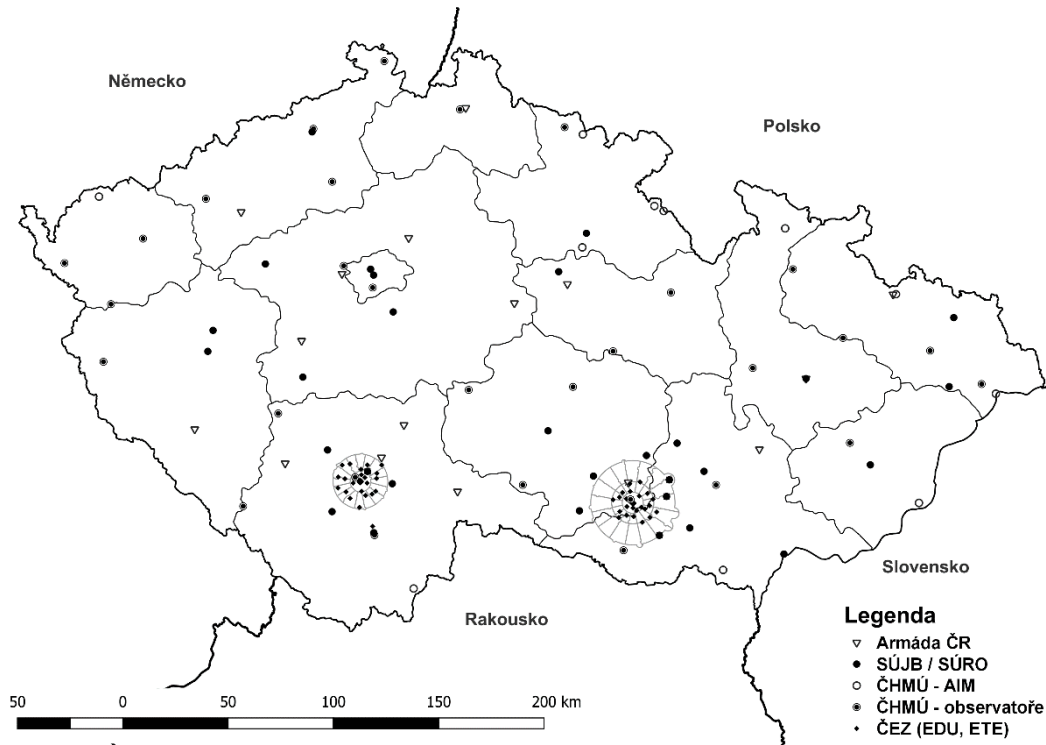 Německo
Polsko
Slovensko
Rakousko
Legenda
Armáda ČR
SÚJB / SÚRO
ČHMÚ - AIM
ČHMÚ - observatoře
ČEZ (EDU, ETE)
50 0 50 100 150 200 km